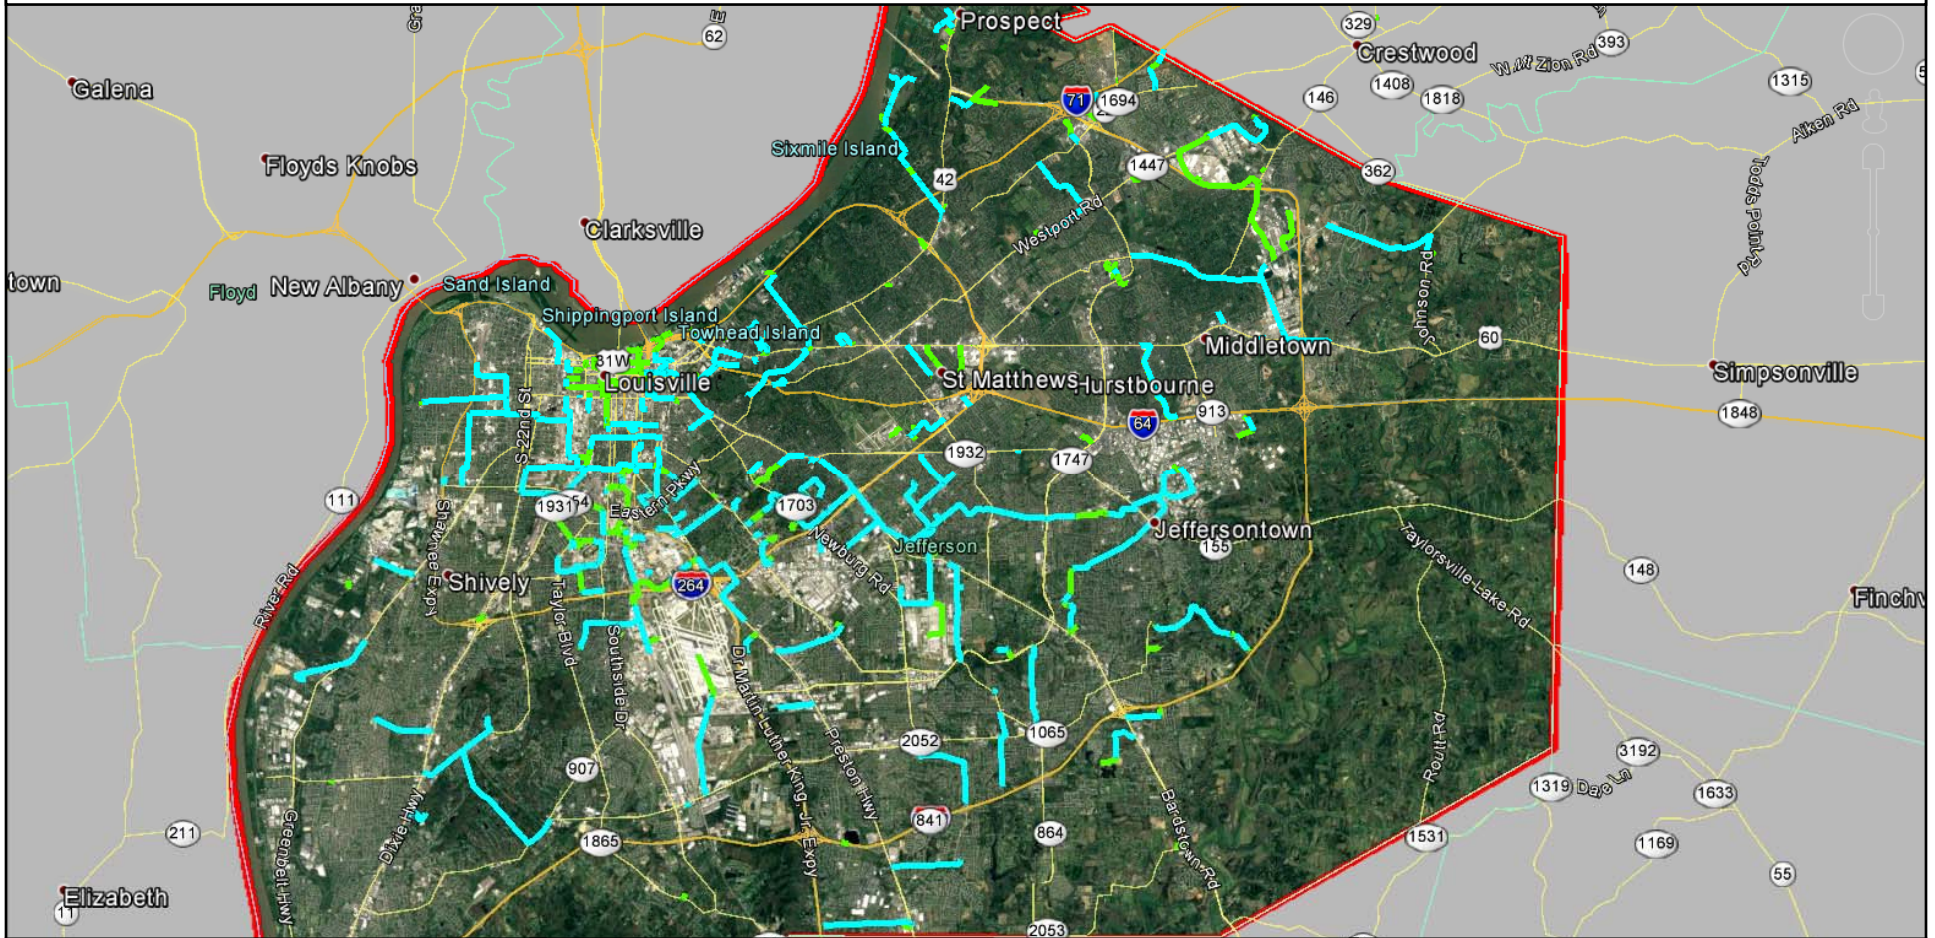 Prospect
329
Crestwood
393
W Mt Zion Rd
62
E
Gra
Galena
1408
1818
1315
146
71
1694
Aiken Rd
Sixmile Island
Floyds Knobs
1447
42
362
Todds Point Rd
Westport Rd
Clarksville
town
Floyd
New Albany
Sand Island
Johnson Rd
Shippingport Island
Towhead Island
31W
Middletown
60
Louisville
St Matthews
Hurstbourne
Simpsonville
S 22nd St
64
913
1848
1932
1747
111
1931
Eastern Pkwy
1703
Shawnee Expy
Newburg Rd
Jefferson
Jeffersontown
155
Taylorsville Lake Rd
148
River Rd
Shively
264
Taylor Blvd
Finchv
Southside Dr
Dr Martin Luther King Jr Expy
Preston Hwy
2052
1065
Routt Rd
3192
907
1319
Dale Ln
1633
Dixie Hwy
Greenbelt Hwy
211
1865
841
864
Bardstown Rd
1531
1169
55
Elizabeth
11
2053